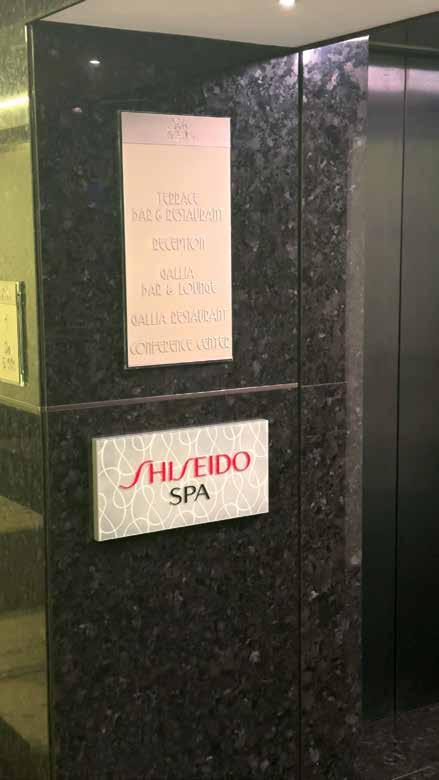 TERRACE
BAR & RESTAURANT
RECEPTION
GALLIA
BAR & LOUNGE
GALLIA RESTAURANT
CONFERENCE CENTER
SHISEIDO
SPA